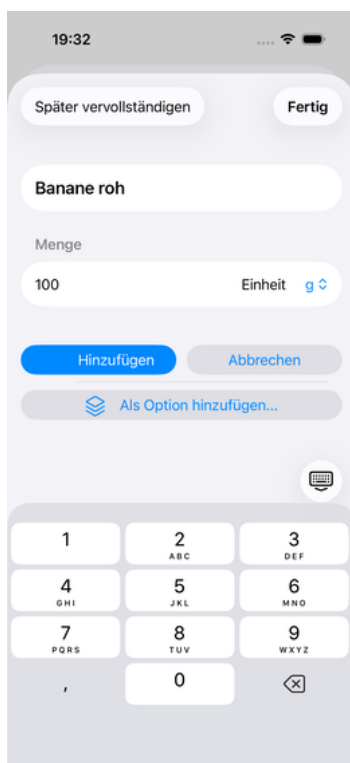 19:32
Später vervollständigen Fertig
Banane roh
Menge
100 Einheit g
Hinzufügen Abbrechen
Als Option hinzufügen...
1 2 3
ABC DEF
4 5 6
GHI JKL MNO
7 8 9
PQRS TUV WXYZ
, 0